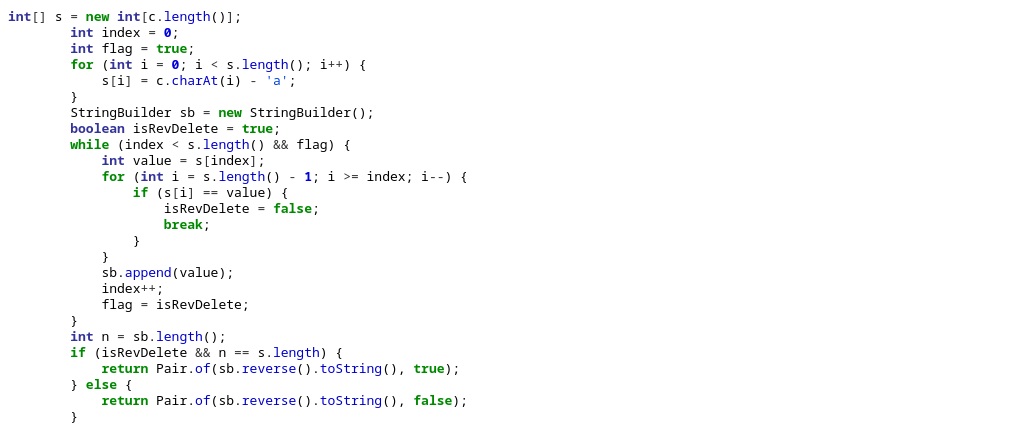 int[] s = new int[c.length()];
        int index = 0;
        int flag = true;
        for (int i = 0; i < s.length(); i++) {
            s[i] = c.charAt(i) - 'a';
        }
        StringBuilder sb = new StringBuilder();
        boolean isRevDelete = true;
        while (index < s.length() && flag) {
            int value = s[index];
            for (int i = s.length() - 1; i >= index; i--) {
                if (s[i] == value) {
                    isRevDelete = false;
                    break;
                }
            }
            sb.append(value);
            index++;
            flag = isRevDelete;
        }
        int n = sb.length();
        if (isRevDelete && n == s.length) {
            return Pair.of(sb.reverse().toString(), true);
        } else {
            return Pair.of(sb.reverse().toString(), false);
        }